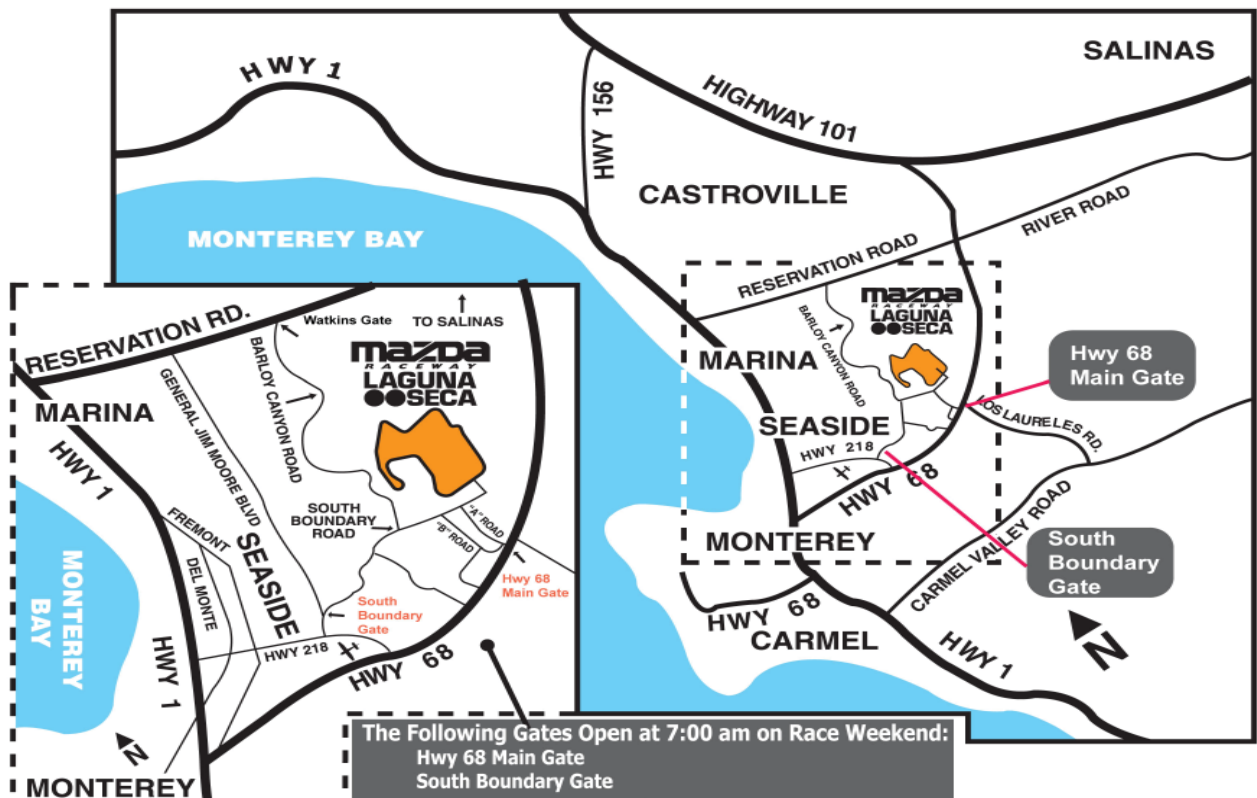 SALINAS
HWY 1
HWY 156
HIGHWAY 101
CASTROVILLE
RIVER ROAD
MONTEREY BAY
RESERVATION ROAD
mazda
RACEWAY
LAGUNA
SECA
BARLOY CANYON ROAD
MARINA
Hwy 68
Main Gate
LOS LAURELES RD.
SEASIDE
HWY 218
HWY 68
MONTEREY
CARMEL VALLEY ROAD
South
Boundary
Gate
HWY 68
CARMEL
HWY 1
N
RESERVATION RD.
Watkins Gate
TO SALINAS
mazda
RACEWAY
LAGUNA
SECA
MARINA
GENERAL JIM MOORE BLVD
BARLOY CANYON ROAD
HWY 1
SOUTH
BOUNDARY
ROAD
"A" ROAD
"B" ROAD
FREMONT
SEASIDE
DEL MONTE
MONTEREY
BAY
Hwy 68
Main Gate
South
Boundary
Gate
HWY 218
HWY 68
HWY 1
N
MONTEREY
The Following Gates Open at 7:00 am on Race Weekend:
Hwy 68 Main Gate
South Boundary Gate